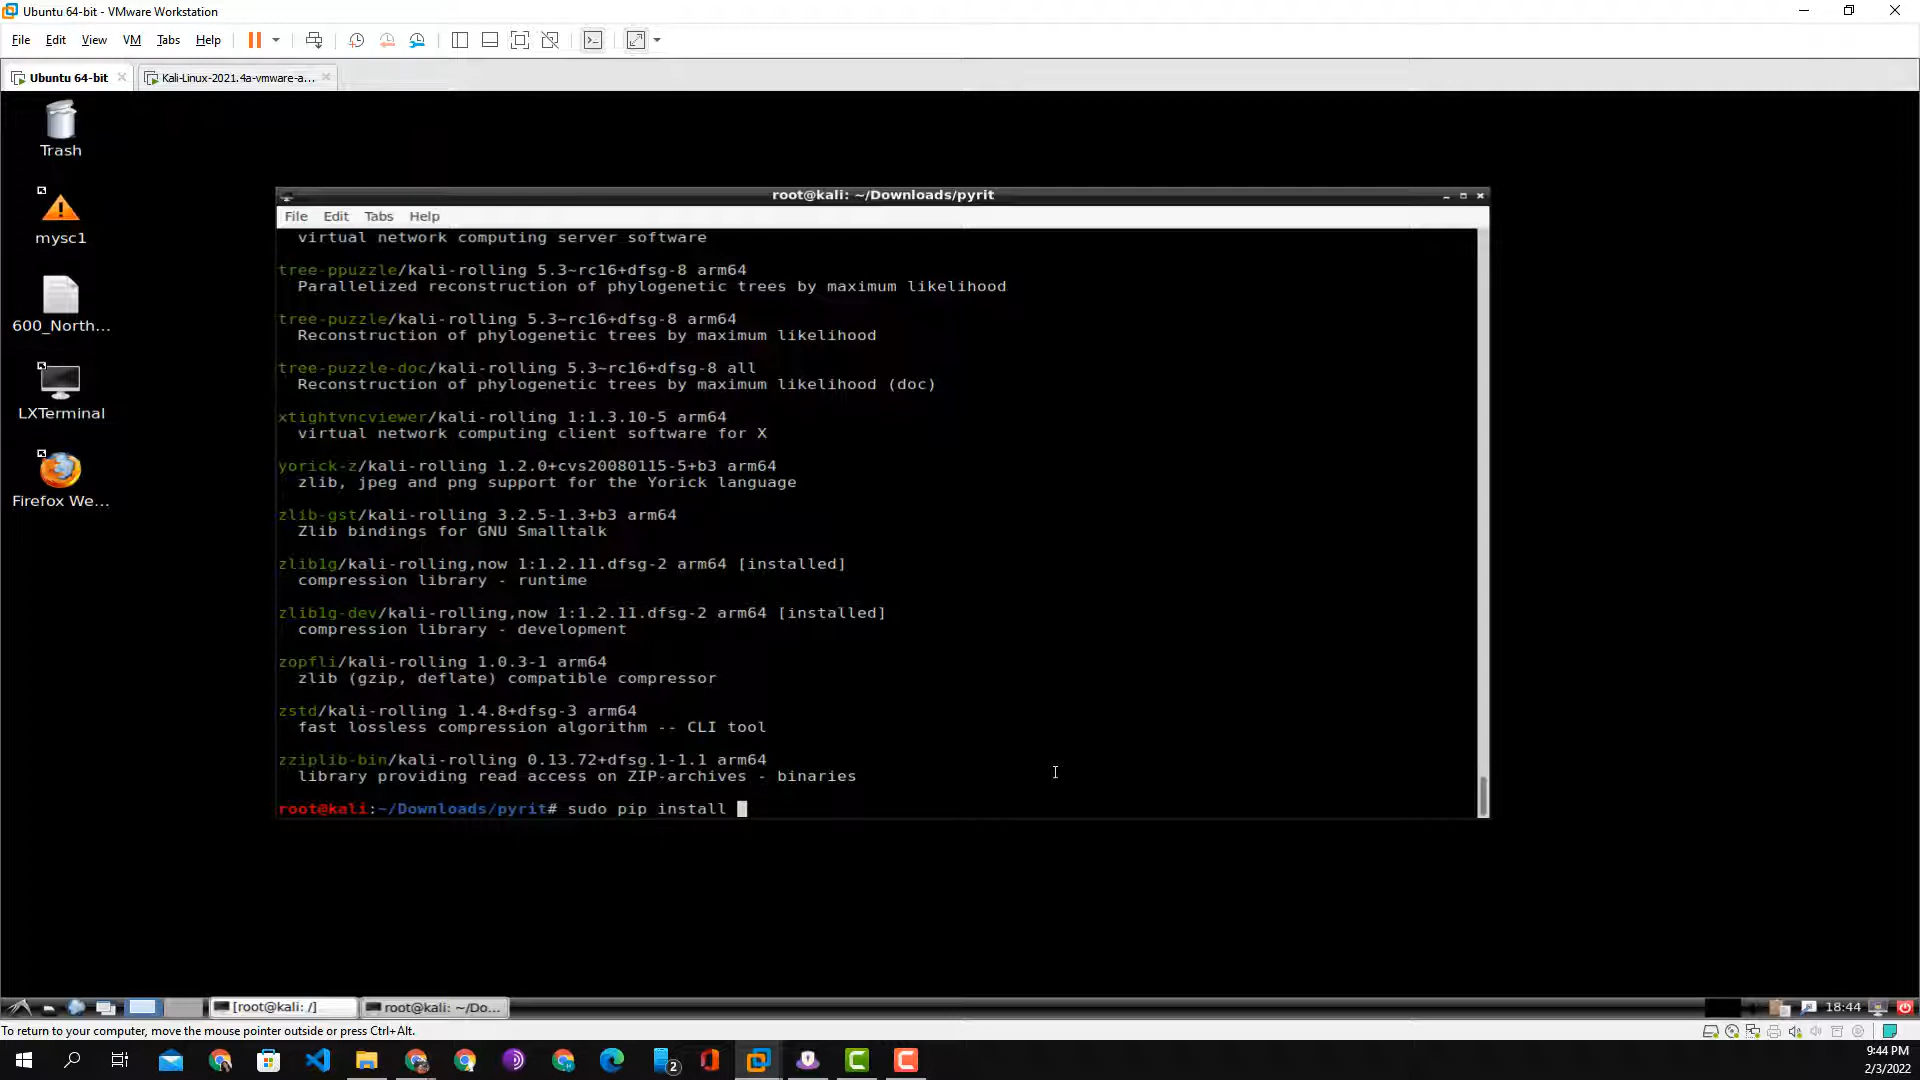 Ubuntu 64-bit - VMware Workstation
File Edit View VM Tabs Help
Ubuntu 64-bit
Kali-Linux-2021.4a-vmware-a...
Trash
mysc1
600_North...
LXTerminal
Firefox We...
root@kali: ~/Downloads/pyrit
File Edit Tabs Help
virtual network computing server software
tree-ppuzzle/kali-rolling 5.3~rc16+dfsg-8 arm64
Parallelized reconstruction of phylogenetic trees by maximum likelihood
tree-puzzle/kali-rolling 5.3~rc16+dfsg-8 arm64
Reconstruction of phylogenetic trees by maximum likelihood
tree-puzzle-doc/kali-rolling 5.3~rc16+dfsg-8 all
Reconstruction of phylogenetic trees by maximum likelihood (doc)
xtightvncviewer/kali-rolling 1:1.3.10-5 arm64
virtual network computing client software for X
yorick-z/kali-rolling 1.2.0+cvs20080115-5+b3 arm64
zlib, jpeg and png support for the Yorick language
zlib-gst/kali-rolling 3.2.5-1.3+b3 arm64
Zlib bindings for GNU Smalltalk
zlib1g/kali-rolling,now 1:1.2.11.dfsg-2 arm64 [installed]
compression library - runtime
zlib1g-dev/kali-rolling,now 1:1.2.11.dfsg-2 arm64 [installed]
compression library - development
zopfli/kali-rolling 1.0.3-1 arm64
zlib (gzip, deflate) compatible compressor
zstd/kali-rolling 1.4.8+dfsg-3 arm64
fast lossless compression algorithm -- CLI tool
zziplib-bin/kali-rolling 0.13.72+dfsg.1-1.1 arm64
library providing read access on ZIP-archives - binaries
root@kali:~/Downloads/pyrit# sudo pip install
[root@kali: /]
root@kali: ~/Do...
18:44
To return to your computer, move the mouse pointer outside or press Ctrl+Alt.
2
9:44 PM
2/3/2022